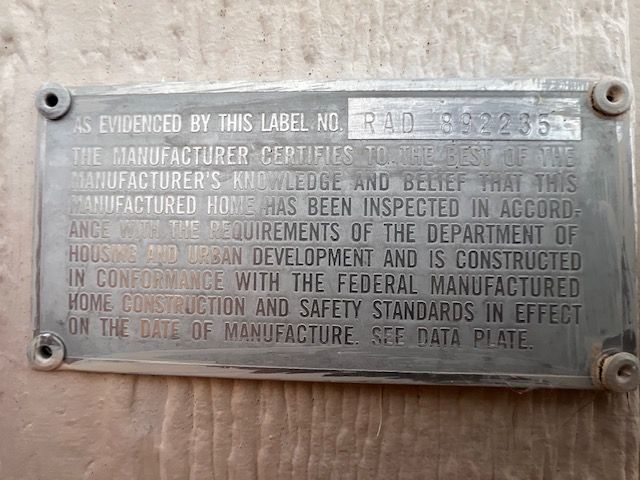 AS EVIDENCED BY THIS LABEL NO. RAD 892235
THE MANUFACTURER CERTIFIES TO THE BEST OF THE
MANUFACTURER'S KNOWLEDGE AND BELIEF THAT THIS
MANUFACTURED HOME HAS BEEN INSPECTED IN ACCORD-
ANCE WITH THE REQUIREMENTS OF THE DEPARTMENT OF
HOUSING AND URBAN DEVELOPMENT AND IS CONSTRUCTED
IN CONFORMANCE WITH THE FEDERAL MANUFACTURED
HOME CONSTRUCTION AND SAFETY STANDARDS IN EFFECT
ON THE DATE OF MANUFACTURE. SEE DATA PLATE.